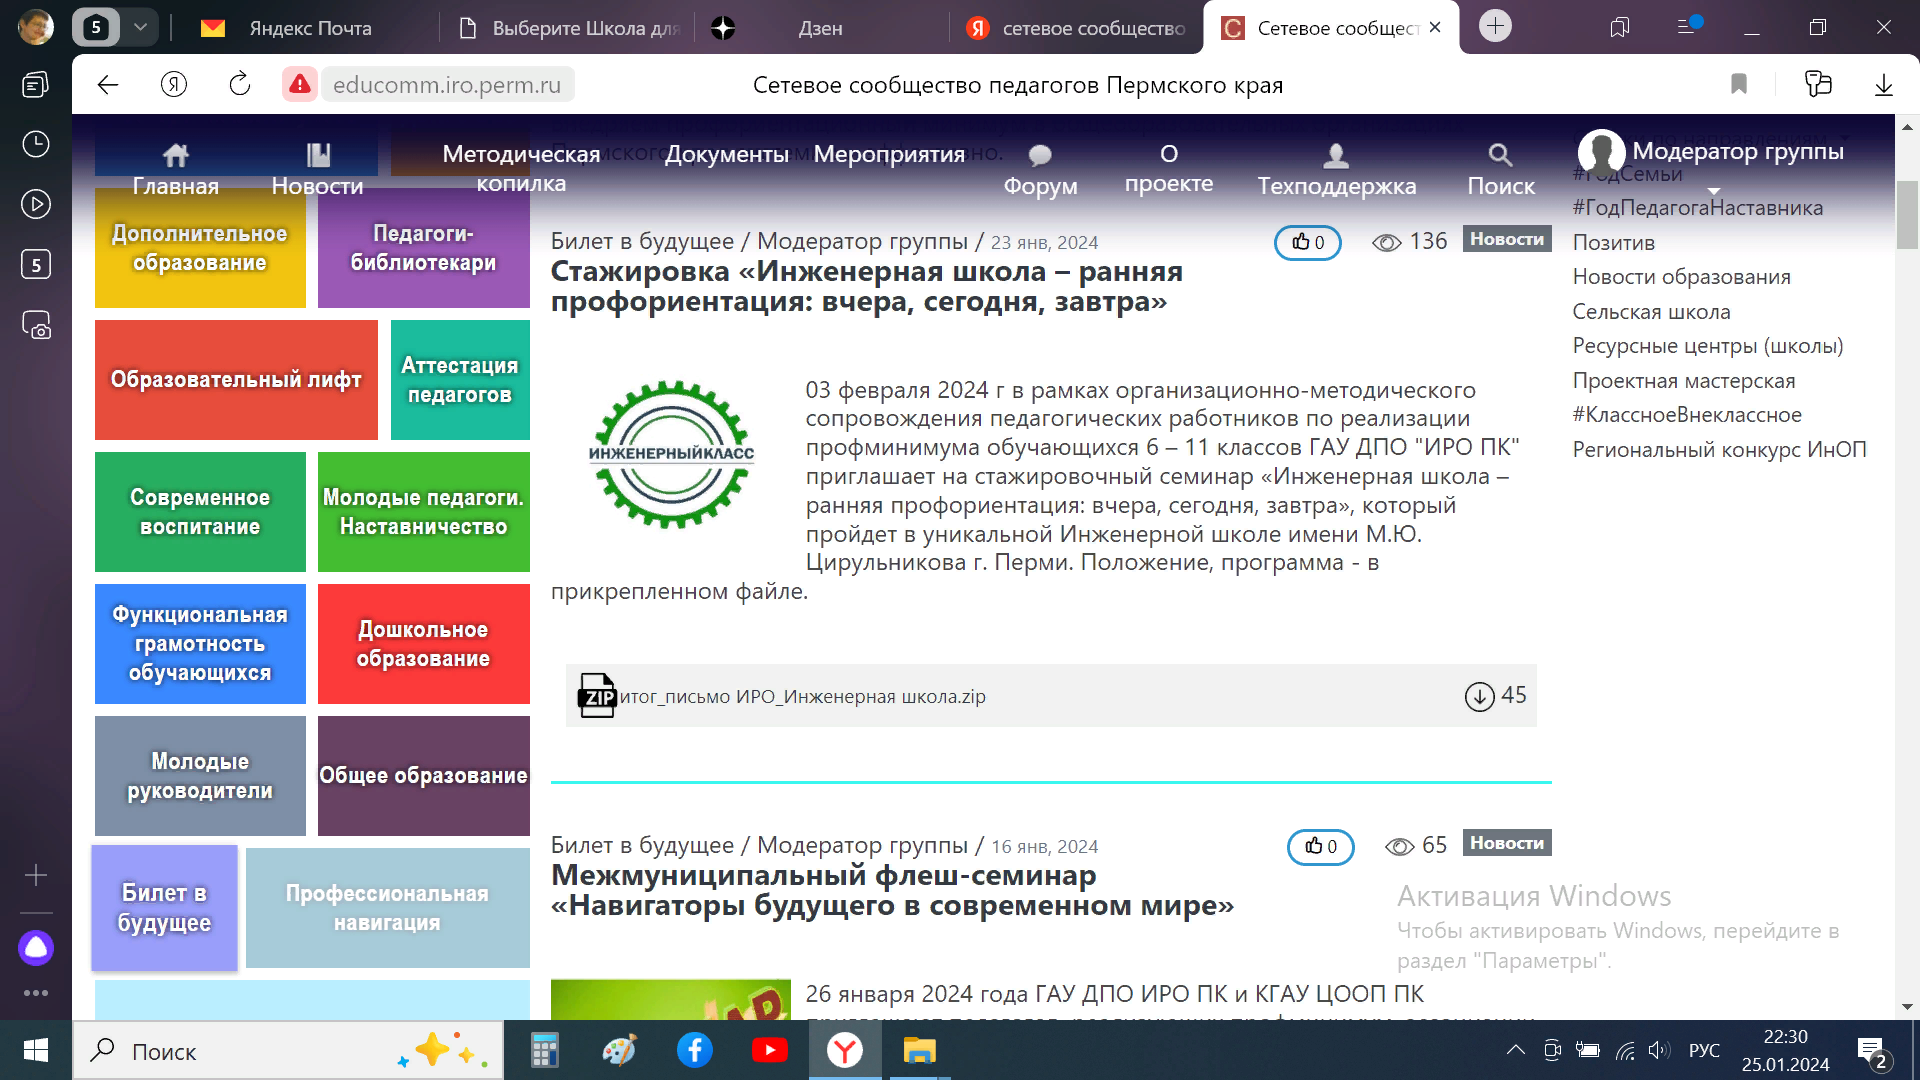 5
Яндекс Почта
Выберите Школа для
Дзен
сетевое сообщество
Сетевое сообщест
educomm.iro.perm.ru
Сетевое сообщество педагогов Пермского края
Главная
Новости
Методическая
копилка
Документы
Мероприятия
Форум
О
проекте
Техподдержка
Поиск
Модератор группы
5
Дополнительное
образование
Педагоги-
библиотекари
Образовательный лифт
Аттестация
педагогов
Современное
воспитание
Молодые педагоги.
Наставничество
Функциональная
грамотность
обучающихся
Дошкольное
образование
Молодые
руководители
Общее образование
Билет в
будущее
Профессиональная
навигация
Билет в будущее / Модератор группы / 23 янв, 2024
0
136
Новости
Стажировка «Инженерная школа – ранняя
профориентация: вчера, сегодня, завтра»
ИНЖЕНЕРНЫЙКЛАСС
03 февраля 2024 г в рамках организационно-методического
сопровождения педагогических работников по реализации
профминимума обучающихся 6 – 11 классов ГАУ ДПО "ИРО ПК"
приглашает на стажировочный семинар «Инженерная школа –
ранняя профориентация: вчера, сегодня, завтра», который
пройдет в уникальной Инженерной школе имени М.Ю.
Цирульникова г. Перми. Положение, программа - в
прикрепленном файле.
ZIP
итог_письмо ИРО_Инженерная школа.zip
45
Билет в будущее / Модератор группы / 16 янв, 2024
0
65
Новости
Межмуниципальный флеш-семинар
«Навигаторы будущего в современном мире»
26 января 2024 года ГАУ ДПО ИРО ПК и КГАУ ЦООП ПК
#ГодСемьи
#ГодПедагогаНаставника
Позитив
Новости образования
Сельская школа
Ресурсные центры (школы)
Проектная мастерская
#КлассноеВнеклассное
Региональный конкурс ИнОП
Активация Windows
Чтобы активировать Windows, перейдите в
раздел "Параметры".
Поиск
РУС
22:30
25.01.2024
2